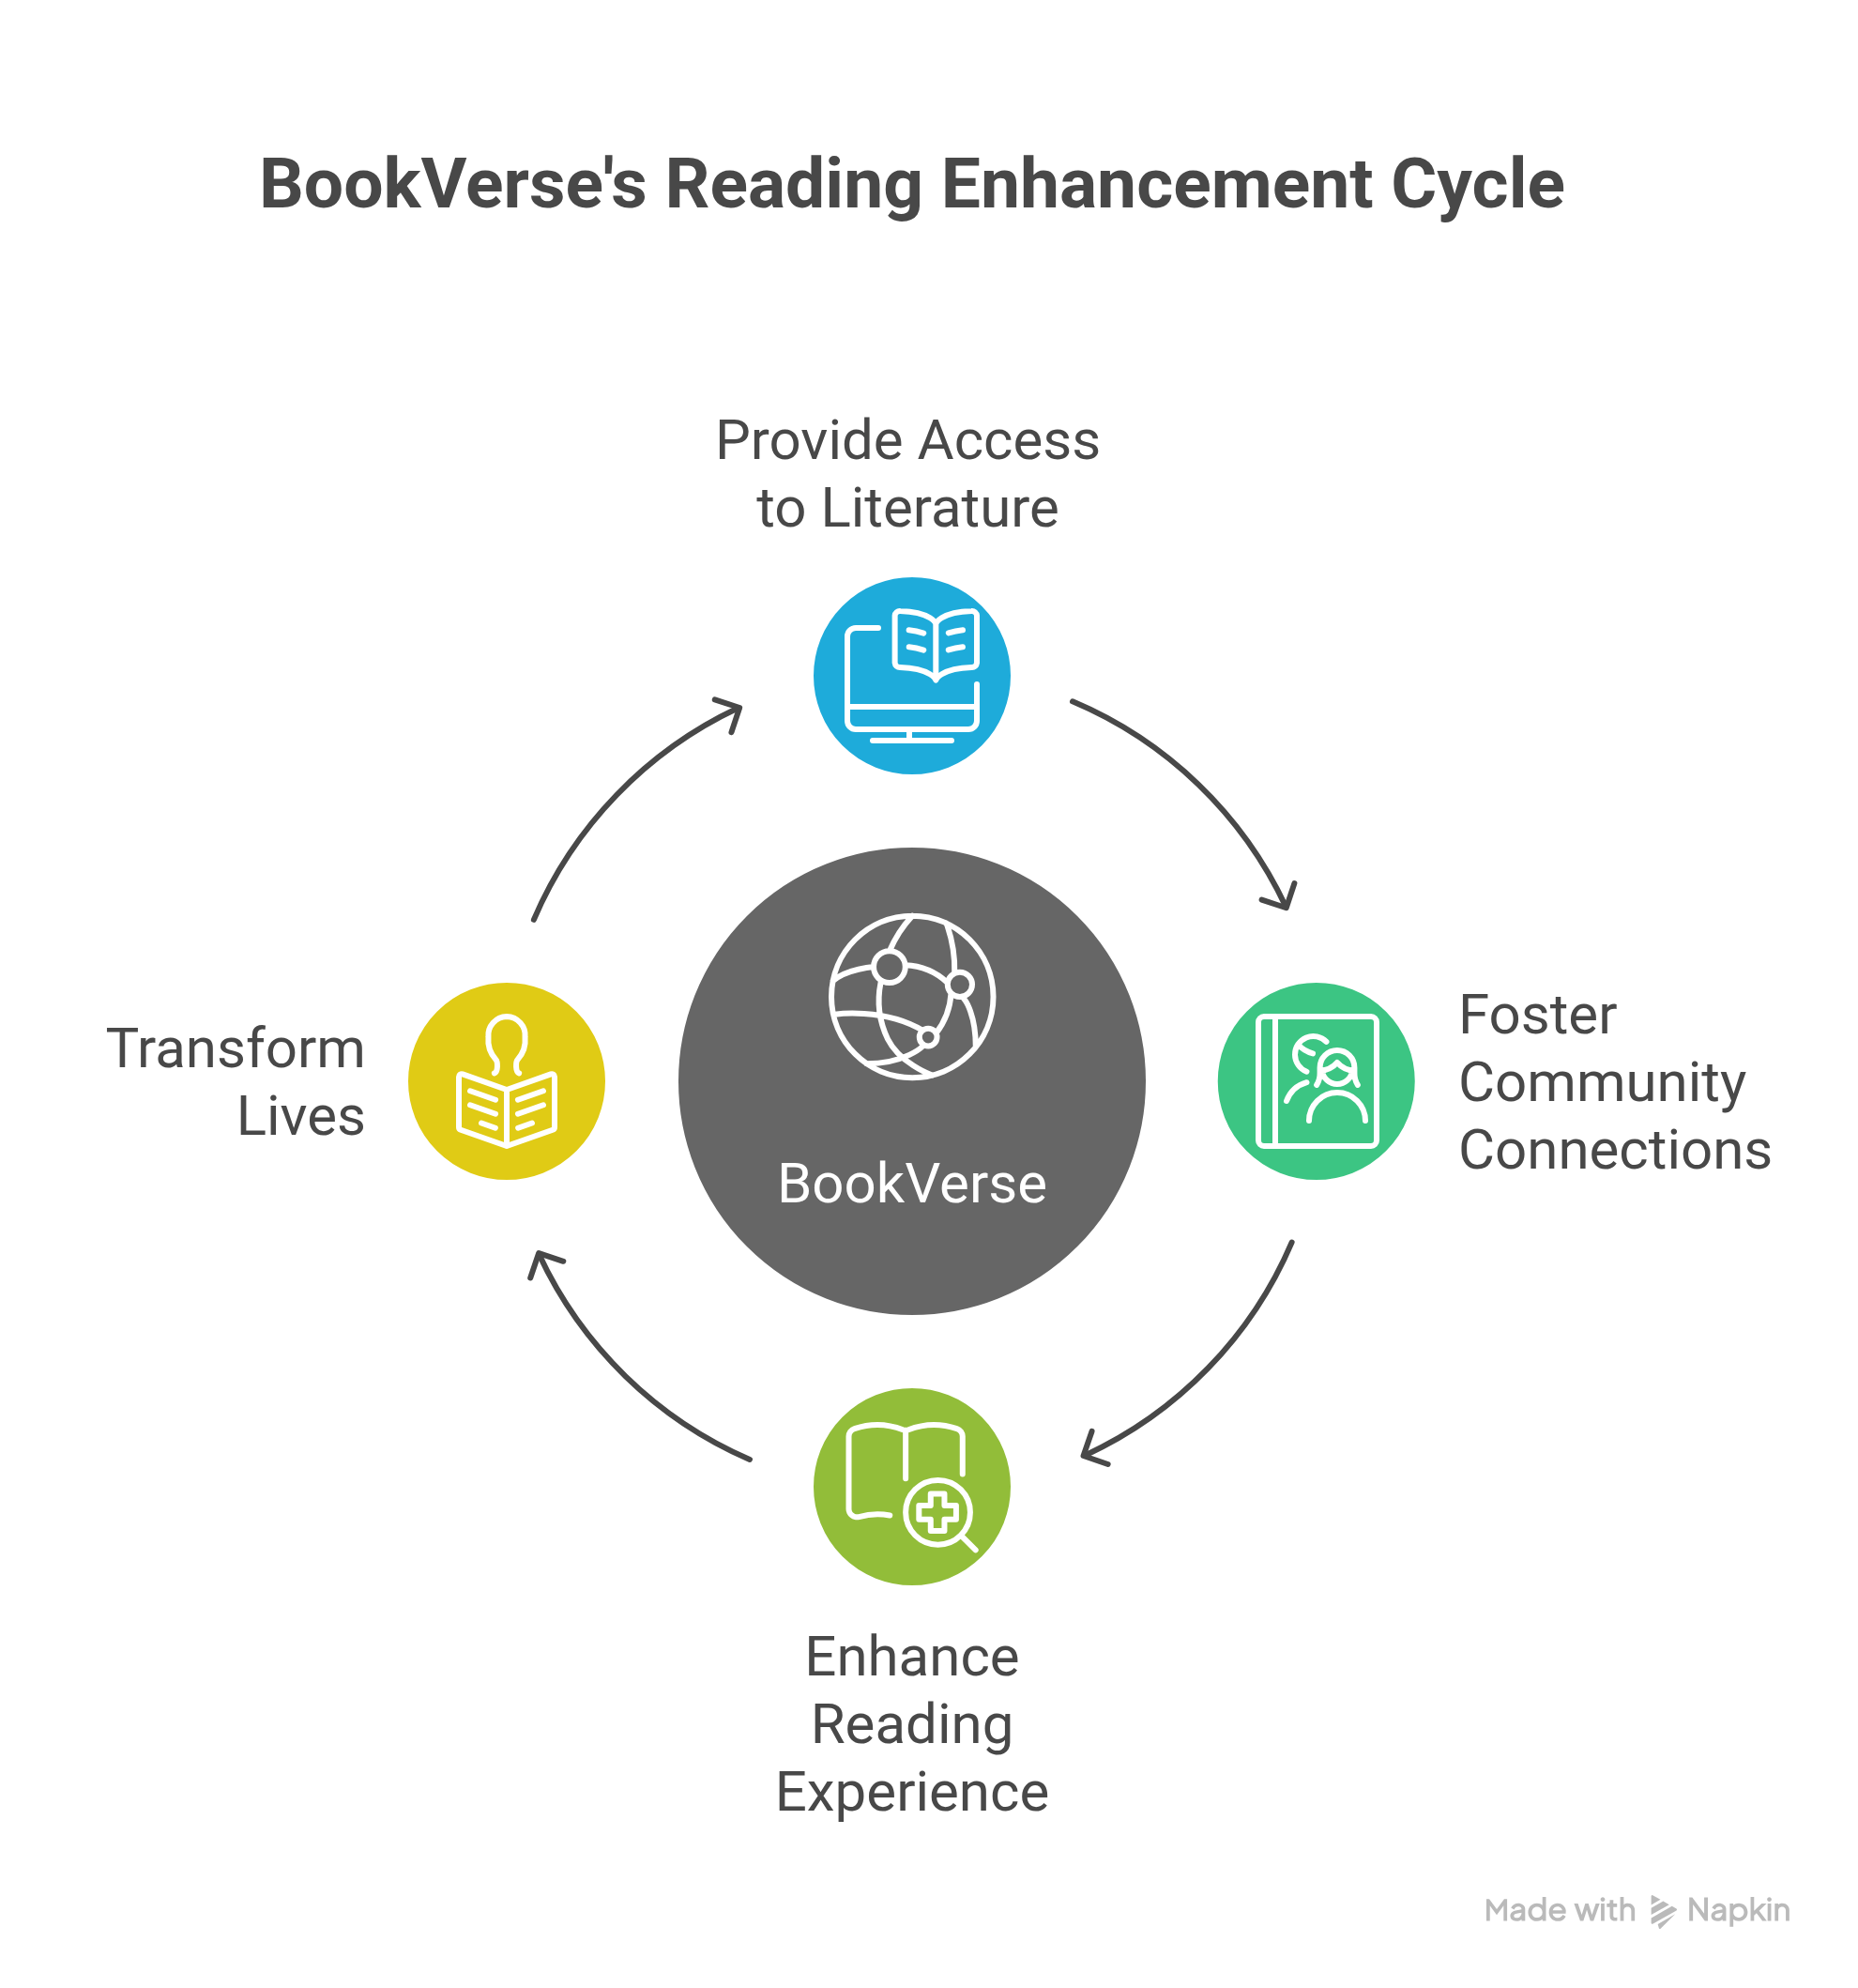 BookVerse's Reading Enhancement Cycle
Provide Access
to Literature
Foster
Community
Connections
Transform
Lives
BookVerse
Enhance
Reading
Experience
Made with Napkin